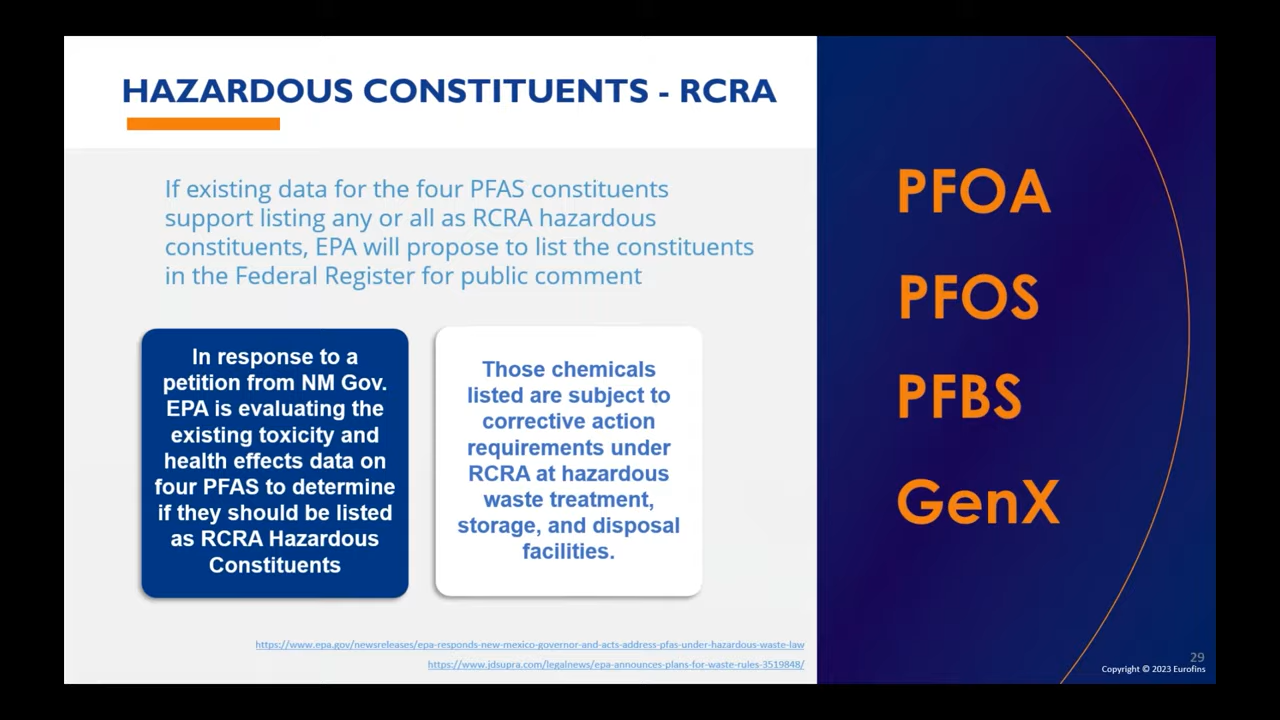 HAZARDOUS CONSTITUENTS - RCRA
If existing data for the four PFAS constituents
support listing any or all as RCRA hazardous
constituents, EPA will propose to list the constituents
in the Federal Register for public comment
In response to a
petition from NM Gov.
EPA is evaluating the
existing toxicity and
health effects data on
four PFAS to determine
if they should be listed
as RCRA Hazardous
Constituents
Those chemicals
listed are subject to
corrective action
requirements under
RCRA at hazardous
waste treatment,
storage, and disposal
facilities.
https://www.epa.gov/newsreleases/epa-responds-new-mexico-governor-and-acts-address-pfas-under-hazardous-waste-law
https://www.jdsupra.com/legalnews/epa-announces-plans-for-waste-rules-3519848/
PFOA
PFOS
PFBS
GenX
29
Copyright © 2023 Eurofins